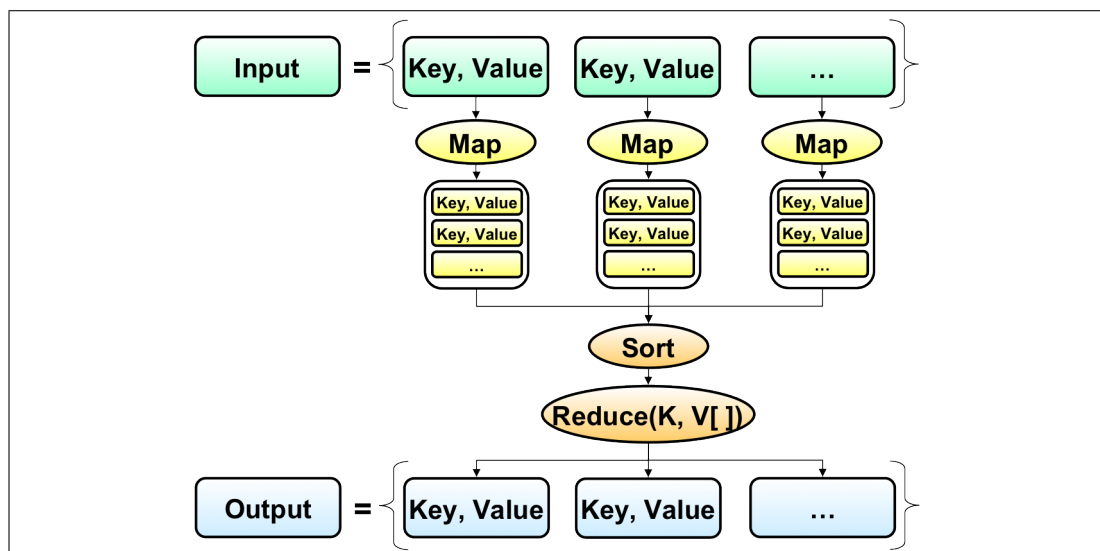 Input = Key, Value Key, Value ...
Map Map Map
Key, Value Key, Value Key, Value
Key, Value Key, Value Key, Value
... ... ...
Sort
Reduce(K, V[ ])
Output = Key, Value Key, Value ...